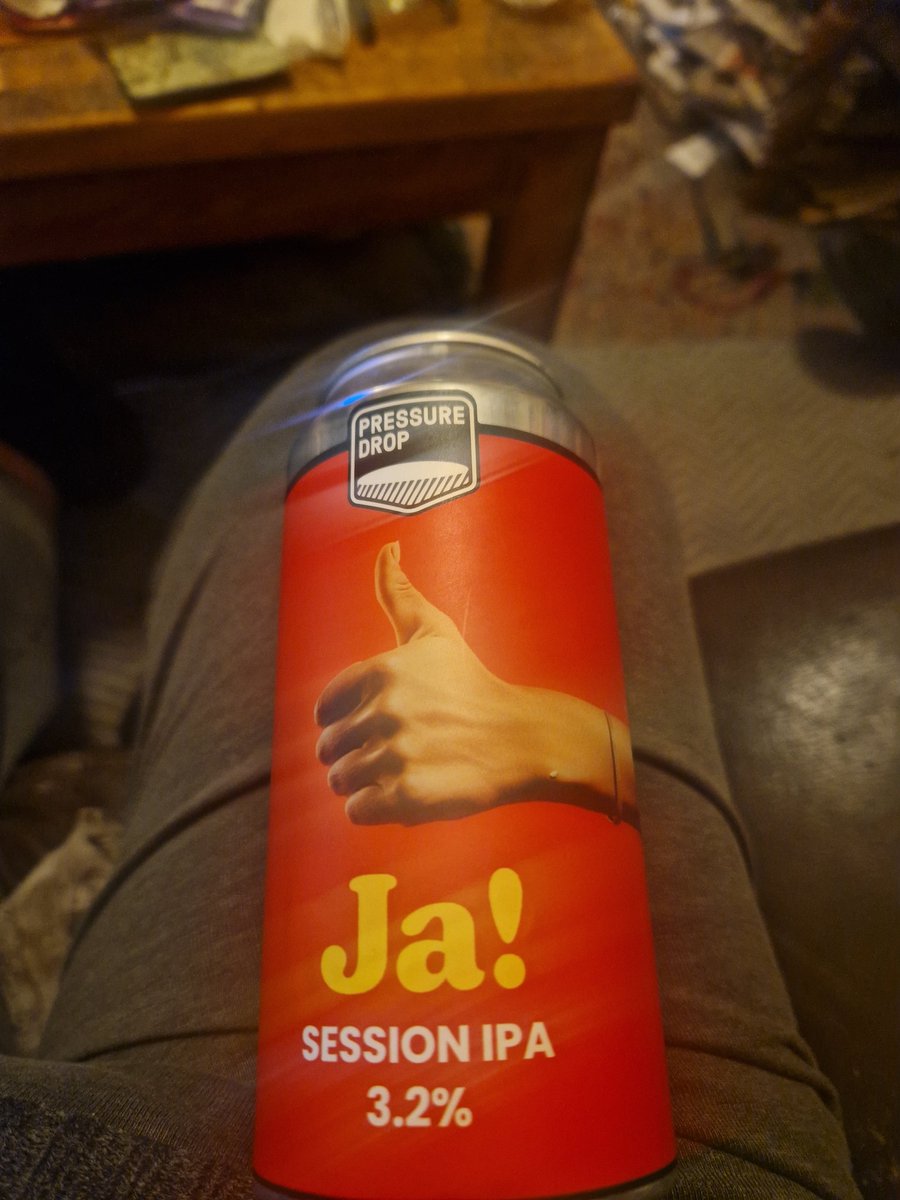 PRESSURE
DROP
Ja!
SESSION IPA
3.2%